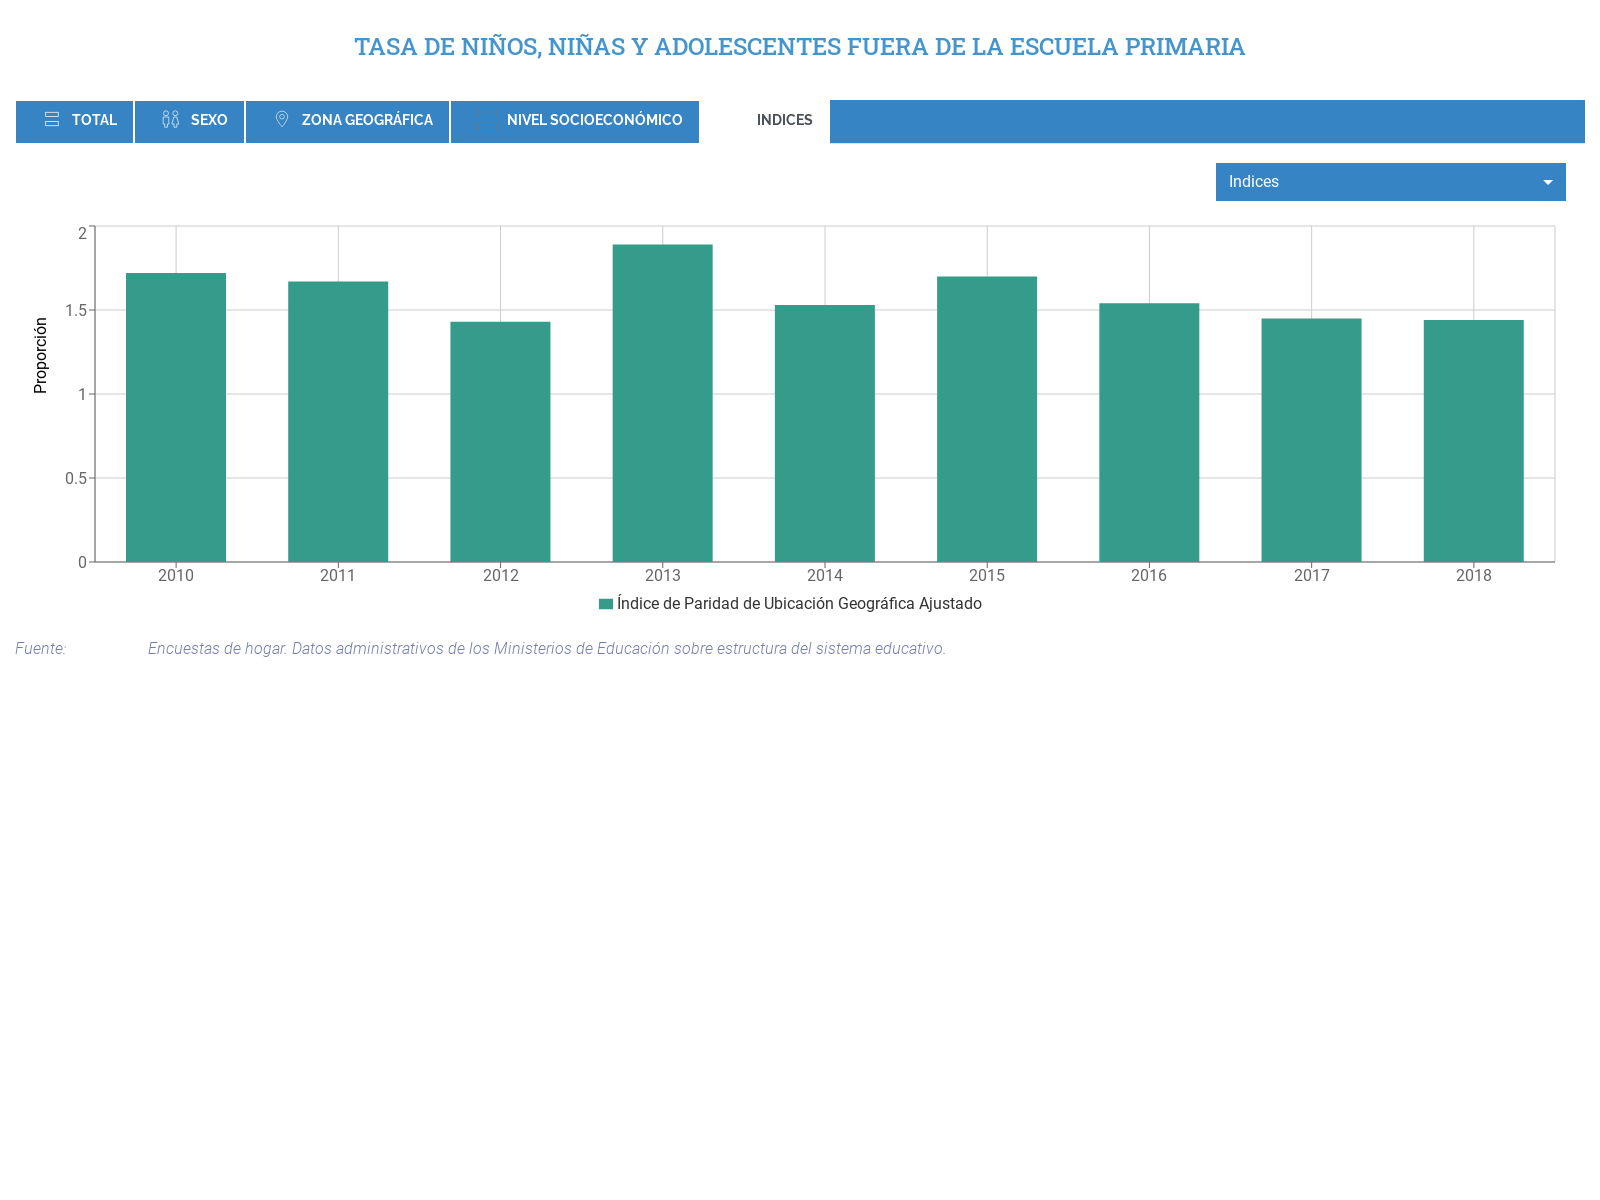 TASA DE NIÑOS, NIÑAS Y ADOLESCENTES FUERA DE LA ESCUELA PRIMARIA
TOTAL SEXO ZONA GEOGRÁFICA NIVEL SOCIOECONÓMICO INDICES
Indices
Proporción
2
1.5
1
0.5
0
2010 2011 2012 2013 2014 2015 2016 2017 2018
Índice de Paridad de Ubicación Geográfica Ajustado
Fuente: Encuestas de hogar. Datos administrativos de los Ministerios de Educación sobre estructura del sistema educativo.